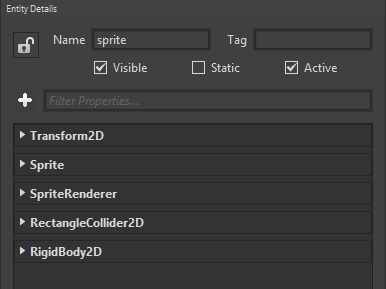 Entity Details
Name sprite Tag
Visible Static Active
Filter Properties...
Transform2D
Sprite
SpriteRenderer
RectangleCollider2D
RigidBody2D